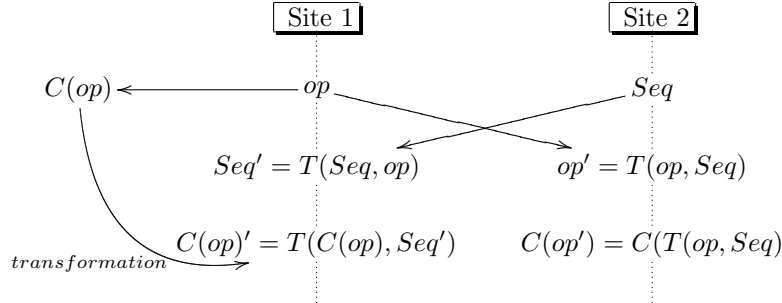 Site 1 Site 2
C(op) op Seq
Seq′ = T(Seq, op) op′ = T(op, Seq)
C(op)′ = T(C(op), Seq′) C(op′) = C(T(op, Seq)
transformation